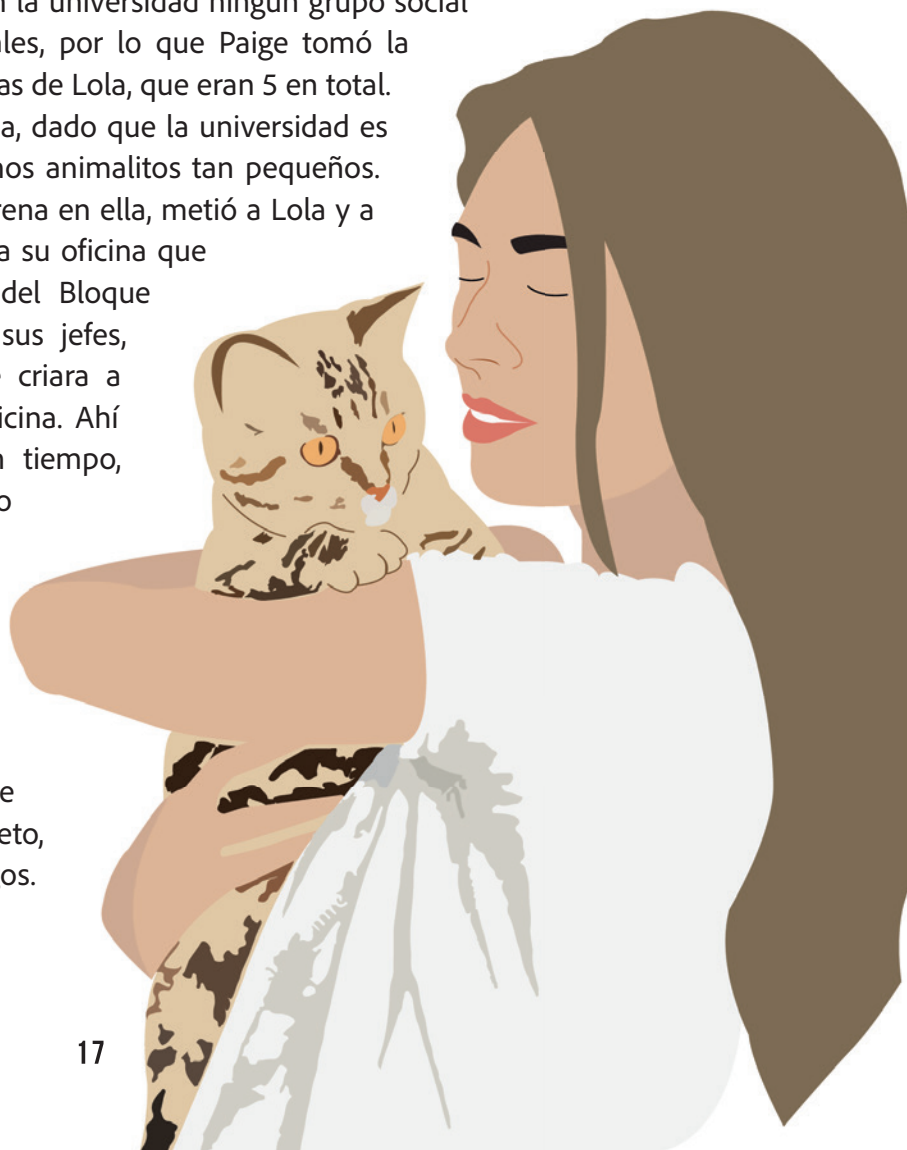 la universidad ningún grupo social
ales, por lo que Paige tomó la
as de Lola, que eran 5 en total.
a, dado que la universidad es
nos animalitos tan pequeños.
rena en ella, metió a Lola y a
a su oficina que
del Bloque
sus jefes,
criara a
icina. Ahí
tiempo,
o
e
eto,
os.
17